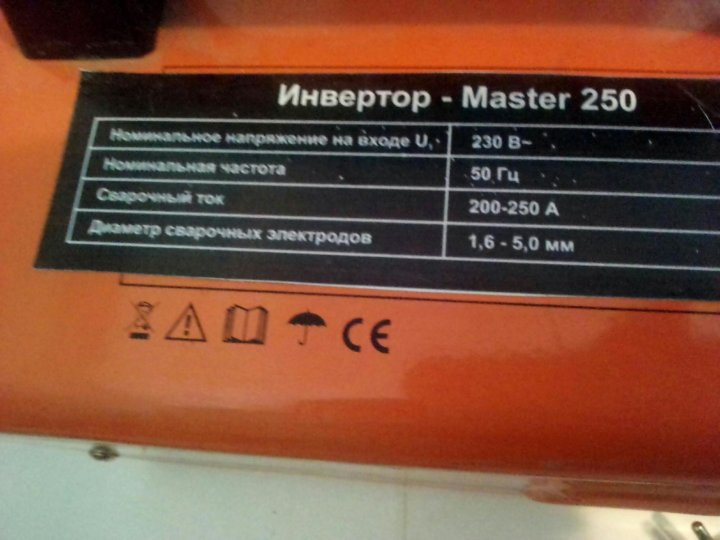 Инвертор - Master 250
Номинальное напряжение на входе U, 230 В~
Номинальная частота 50 Гц
Сварочный ток 200-250 А
Диаметр сварочных электродов 1,6 - 5,0 мм
CE